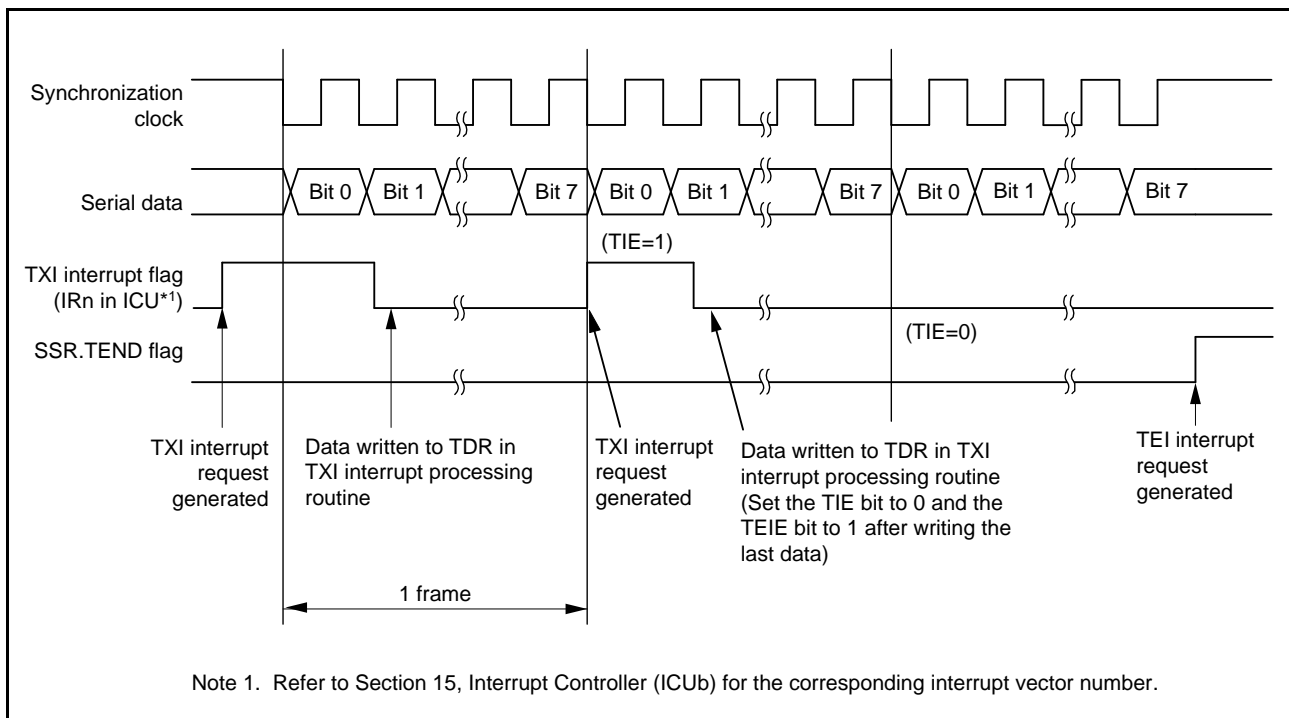 Synchronization
clock
Serial data
Bit 0 Bit 1 Bit 7 Bit 0 Bit 1 Bit 7 Bit 0 Bit 1 Bit 7
(TIE=1)
TXI interrupt flag
(IRn in ICU*1)
(TIE=0)
SSR.TEND flag
TXI interrupt
request
generated
Data written to TDR in
TXI interrupt processing
routine
TXI interrupt
request
generated
Data written to TDR in TXI
interrupt processing routine
(Set the TIE bit to 0 and the
TEIE bit to 1 after writing the
last data)
TEI interrupt
request
generated
1 frame
Note 1. Refer to Section 15, Interrupt Controller (ICUb) for the corresponding interrupt vector number.